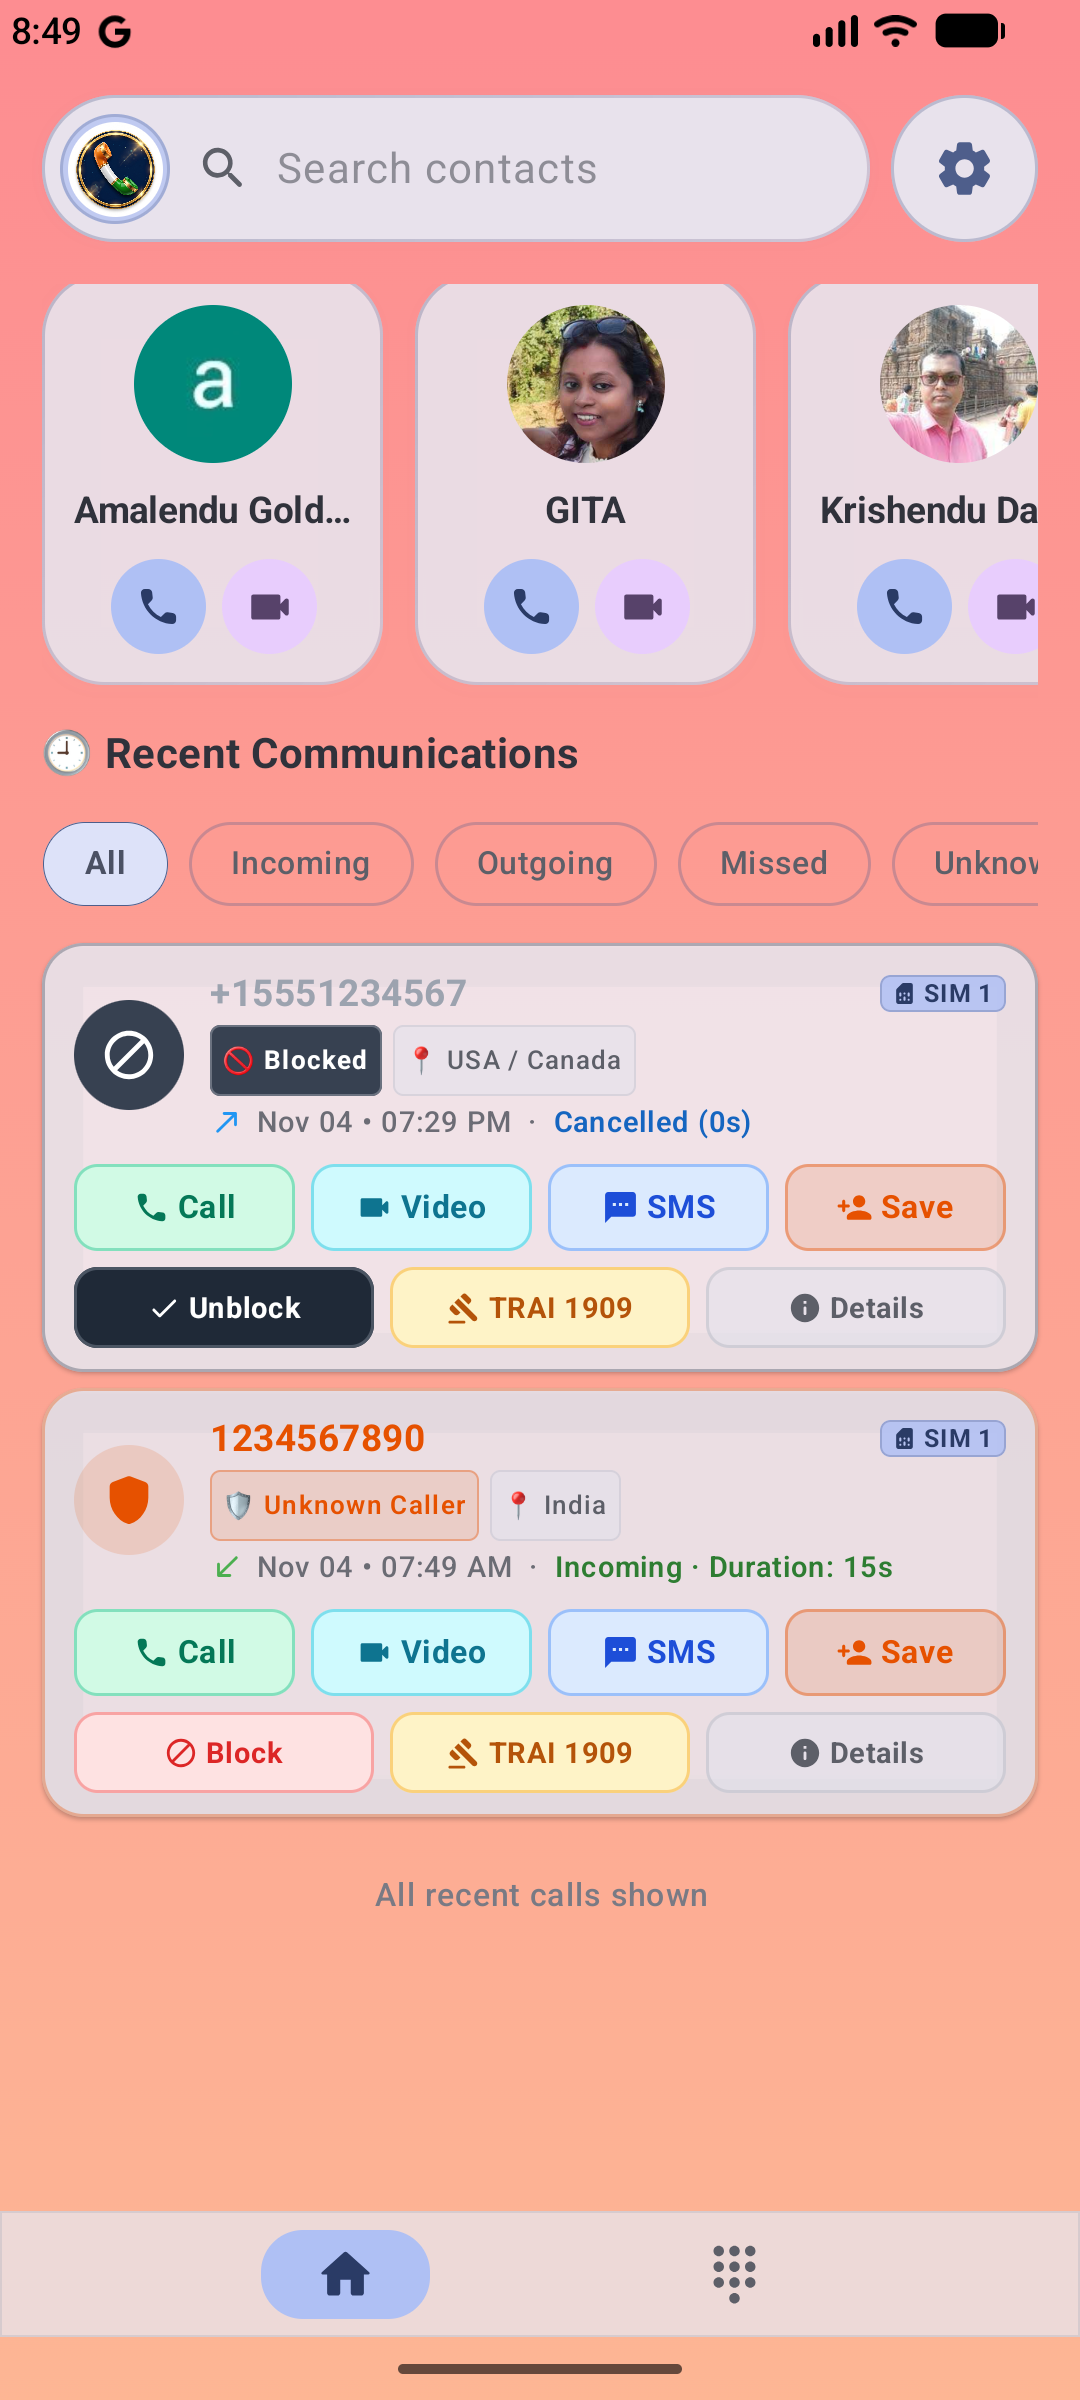 8:49 G
Search contacts
a
Amalendu Gold... GITA Krishendu Da
🕘 Recent Communications
All Incoming Outgoing Missed Unknow
+15551234567 SIM 1
🚫 Blocked 📍 USA / Canada
↗ Nov 04 • 07:29 PM · Cancelled (0s)
Call Video SMS Save
Unblock TRAI 1909 Details
1234567890 SIM 1
🛡️ Unknown Caller 📍 India
↙ Nov 04 • 07:49 AM · Incoming · Duration: 15s
Call Video SMS Save
Block TRAI 1909 Details
All recent calls shown